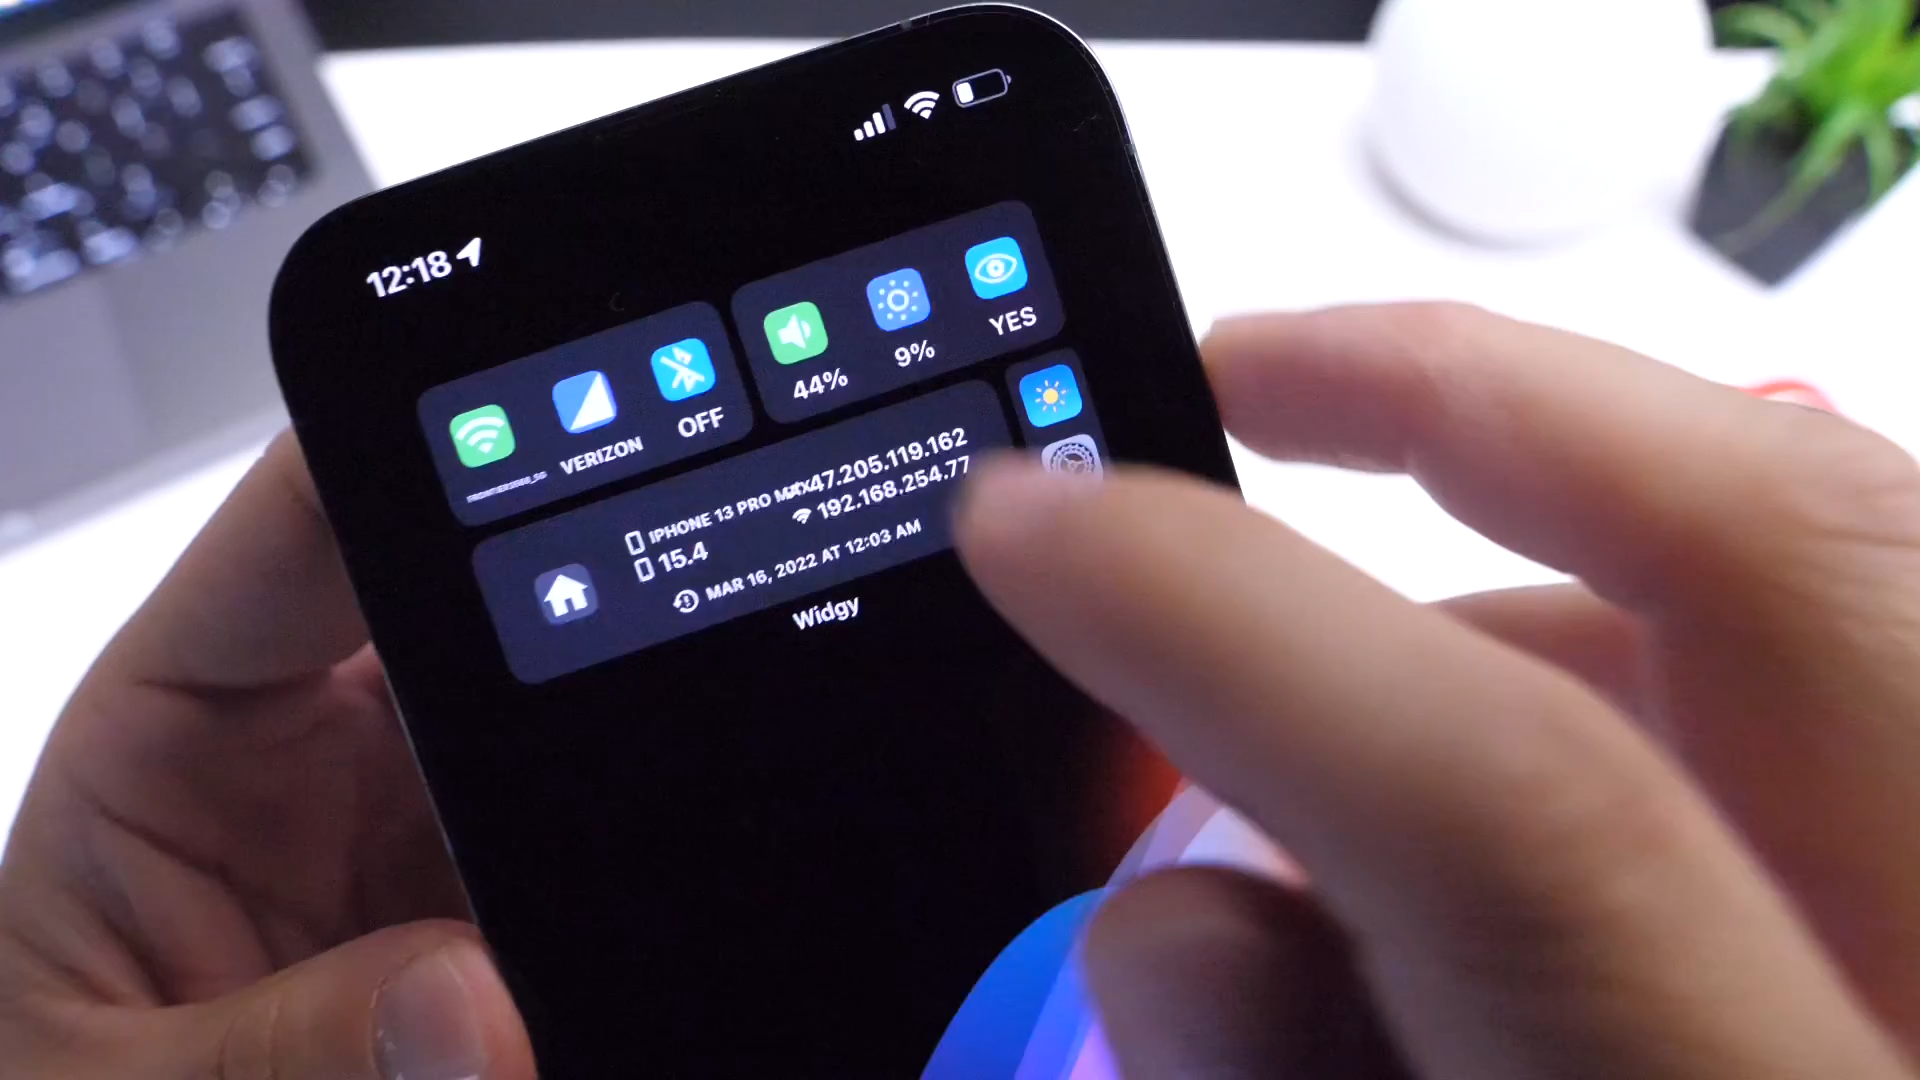 12:18
44%
9%
YES
VERIZON
OFF
IPHONE 13 PRO MAX
47.205.119.162
15.4
192.168.254.77
MAR 16, 2022 AT 12:03 AM
Widgy